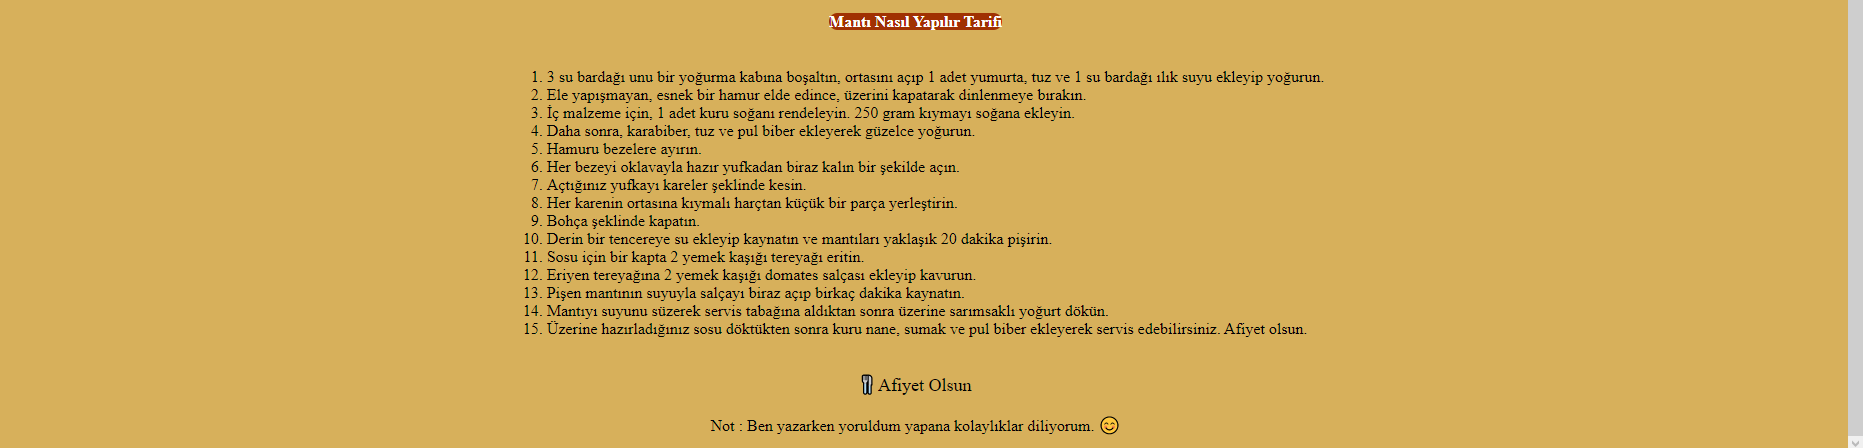 Mantı Nasıl Yapılır Tarifi
1. 3 su bardağı unu bir yoğurma kabına boşaltın, ortasını açıp 1 adet yumurta, tuz ve 1 su bardağı ılık suyu ekleyip yoğurun.
2. Ele yapışmayan, esnek bir hamur elde edince, üzerini kapatarak dinlenmeye bırakın.
3. İç malzeme için, 1 adet kuru soğanı rendeleyin. 250 gram kıymayı soğana ekleyin.
4. Daha sonra, karabiber, tuz ve pul biber ekleyerek güzelce yoğurun.
5. Hamuru bezelere ayırın.
6. Her bezeyi oklavayla hazır yufkadan biraz kalın bir şekilde açın.
7. Açtığınız yufkayı kareler şeklinde kesin.
8. Her karenin ortasına kıymalı harçtan küçük bir parça yerleştirin.
9. Bohça şeklinde kapatın.
10. Derin bir tencereye su ekleyip kaynatın ve mantıları yaklaşık 20 dakika pişirin.
11. Sosu için bir kapta 2 yemek kaşığı tereyağı eritin.
12. Eriyen tereyağına 2 yemek kaşığı domates salçası ekleyip kavurun.
13. Pişen mantının suyuyla salçayı biraz açıp birkaç dakika kaynatın.
14. Mantıyı suyunu süzerek servis tabağına aldıktan sonra üzerine sarımsaklı yoğurt dökün.
15. Üzerine hazırladığınız sosu döktükten sonra kuru nane, sumak ve pul biber ekleyerek servis edebilirsiniz. Afiyet olsun.
Afiyet Olsun
Not : Ben yazarken yoruldum yapana kolaylıklar diliyorum. 😊